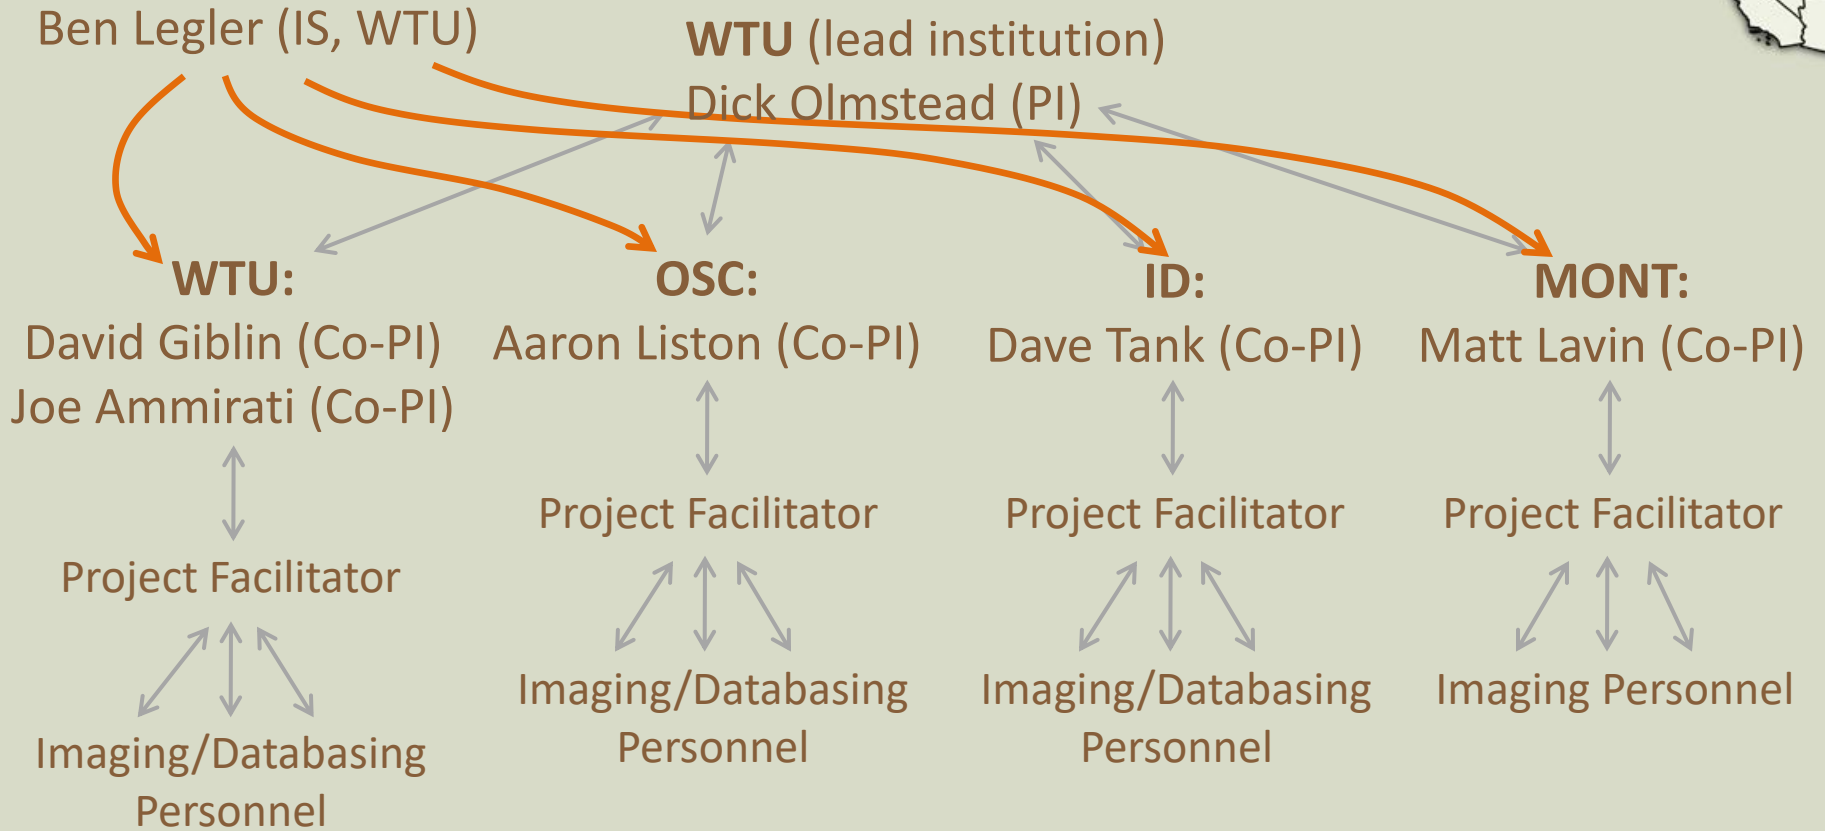 Ben Legler (IS, WTU)
WTU (lead institution)
Dick Olmstead (PI)
WTU:
David Giblin (Co-PI)
Joe Ammirati (Co-PI)
Project Facilitator
Imaging/Databasing
Personnel
OSC:
Aaron Liston (Co-PI)
Project Facilitator
Imaging/Databasing
Personnel
ID:
Dave Tank (Co-PI)
Project Facilitator
Imaging/Databasing
Personnel
MONT:
Matt Lavin (Co-PI)
Project Facilitator
Imaging Personnel